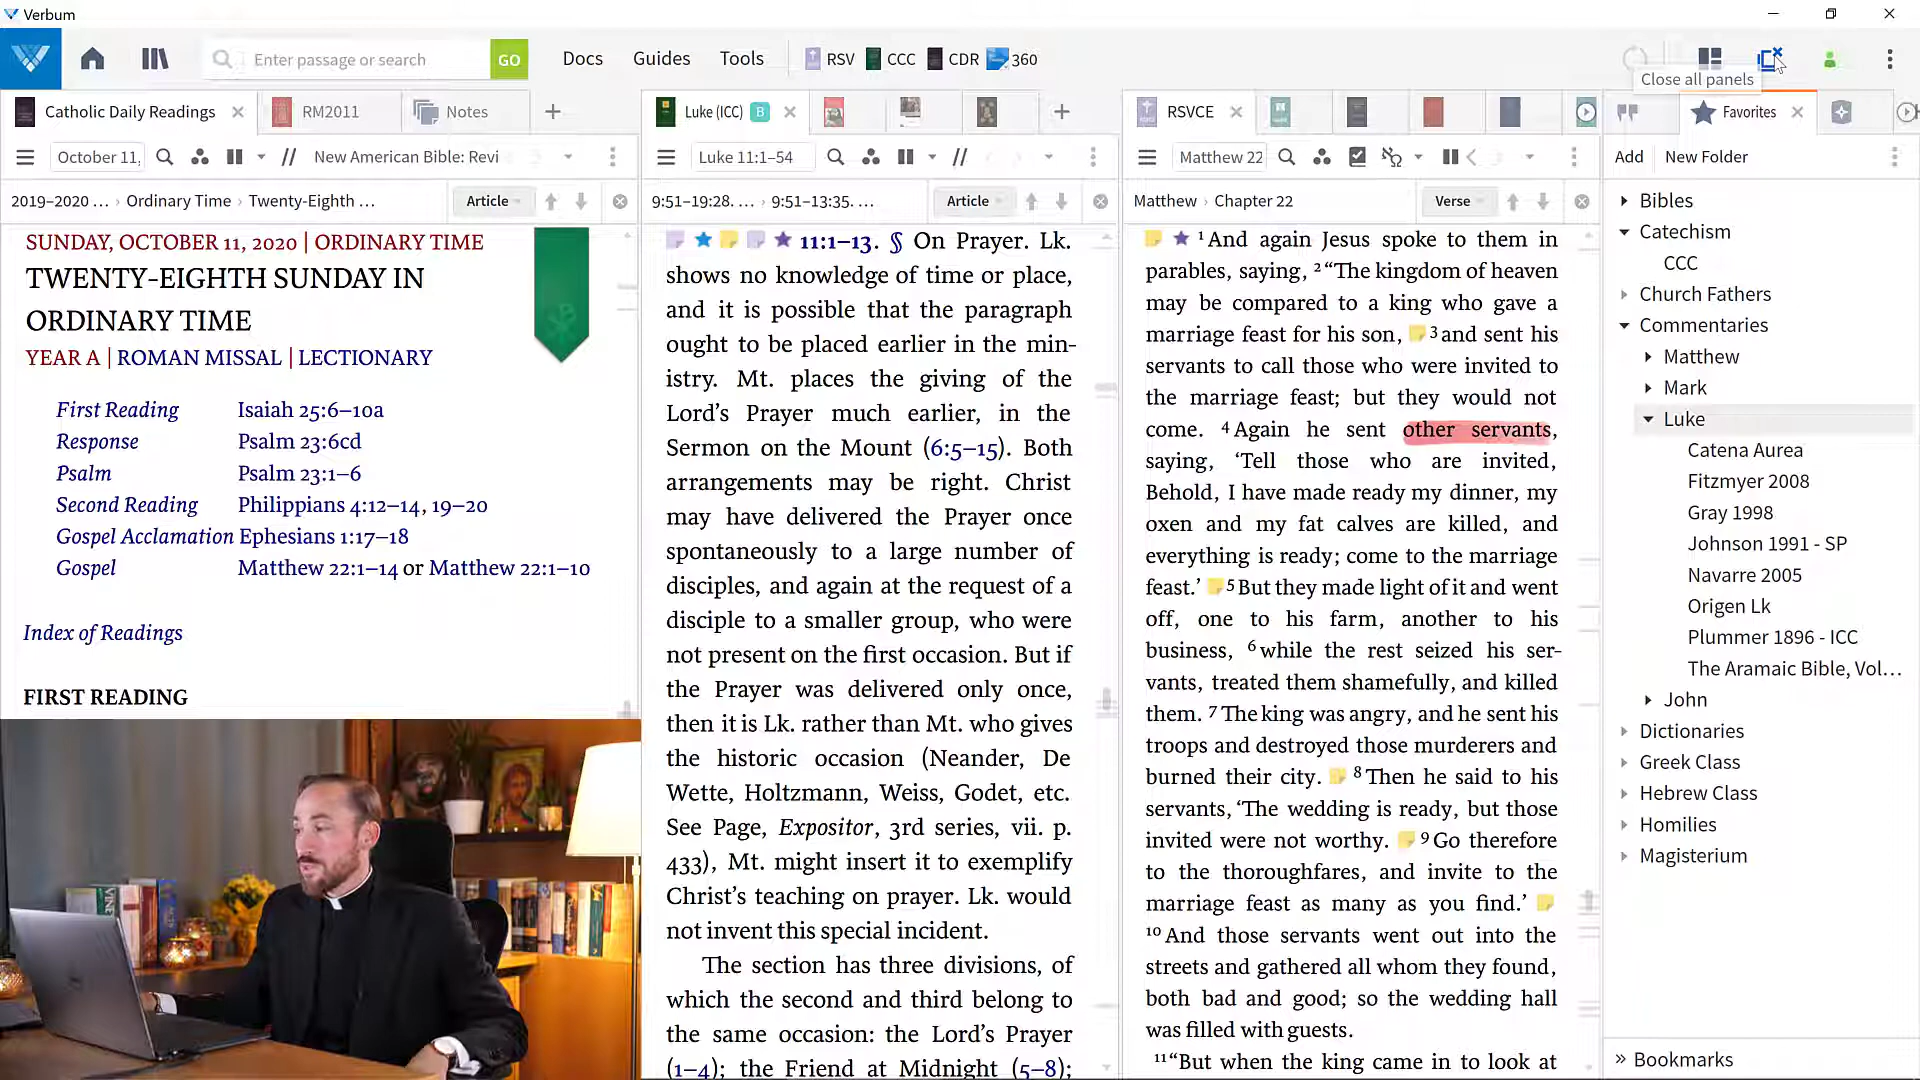 Verbum
Enter passage or search
GO
Docs
Guides
Tools
RSV
CCC
CDR
360
Close all panels
Catholic Daily Readings
RM2011
Notes
October 11,
New American Bible: Revi
2019–2020 ... › Ordinary Time › Twenty-Eighth ...
Article
SUNDAY, OCTOBER 11, 2020 | ORDINARY TIME
TWENTY-EIGHTH SUNDAY IN
ORDINARY TIME
YEAR A | ROMAN MISSAL | LECTIONARY
First Reading Isaiah 25:6–10a
Response Psalm 23:6cd
Psalm Psalm 23:1–6
Second Reading Philippians 4:12–14, 19–20
Gospel Acclamation Ephesians 1:17–18
Gospel Matthew 22:1–14 or Matthew 22:1–10
Index of Readings
FIRST READING
Luke (ICC) B
Luke 11:1–54
9:51–19:28. ... › 9:51–13:35. ...
Article
11:1–13. § On Prayer. Lk.
shows no knowledge of time or place,
and it is possible that the paragraph
ought to be placed earlier in the min-
istry. Mt. places the giving of the
Lord’s Prayer much earlier, in the
Sermon on the Mount (6:5–15). Both
arrangements may be right. Christ
may have delivered the Prayer once
spontaneously to a large number of
disciples, and again at the request of a
disciple to a smaller group, who were
not present on the first occasion. But if
the Prayer was delivered only once,
then it is Lk. rather than Mt. who gives
the historic occasion (Neander, De
Wette, Holtzmann, Weiss, Godet, etc.
See Page, Expositor, 3rd series, vii. p.
433), Mt. might insert it to exemplify
Christ’s teaching on prayer. Lk. would
not invent this special incident.
The section has three divisions, of
which the second and third belong to
the same occasion: the Lord’s Prayer
(1–4); the Friend at Midnight (5–8);
RSVCE
Matthew 22
Matthew › Chapter 22
Verse
1 And again Jesus spoke to them in
parables, saying, 2 “The kingdom of heaven
may be compared to a king who gave a
marriage feast for his son, 3 and sent his
servants to call those who were invited to
the marriage feast; but they would not
come. 4 Again he sent other servants,
saying, ‘Tell those who are invited,
Behold, I have made ready my dinner, my
oxen and my fat calves are killed, and
everything is ready; come to the marriage
feast.’ 5 But they made light of it and went
off, one to his farm, another to his
business, 6 while the rest seized his ser-
vants, treated them shamefully, and killed
them. 7 The king was angry, and he sent his
troops and destroyed those murderers and
burned their city. 8 Then he said to his
servants, ‘The wedding is ready, but those
invited were not worthy. 9 Go therefore
to the thoroughfares, and invite to the
marriage feast as many as you find.’
10 And those servants went out into the
streets and gathered all whom they found,
both bad and good; so the wedding hall
was filled with guests.
11 “But when the king came in to look at
Favorites
Add
New Folder
Bibles
Catechism
CCC
Church Fathers
Commentaries
Matthew
Mark
Luke
Catena Aurea
Fitzmyer 2008
Gray 1998
Johnson 1991 - SP
Navarre 2005
Origen Lk
Plummer 1896 - ICC
The Aramaic Bible, Vol...
John
Dictionaries
Greek Class
Hebrew Class
Homilies
Magisterium
» Bookmarks